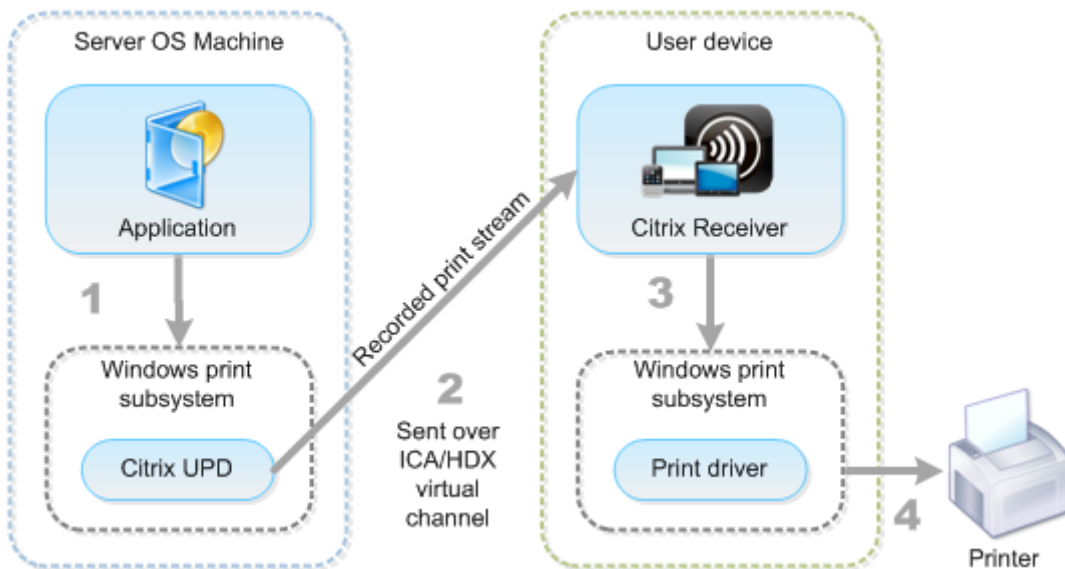 Server OS Machine
Application
1
Windows print
subsystem
Citrix UPD
Recorded print stream
2
Sent over
ICA/HDX
virtual
channel
User device
Citrix Receiver
3
Windows print
subsystem
Print driver
4
Printer